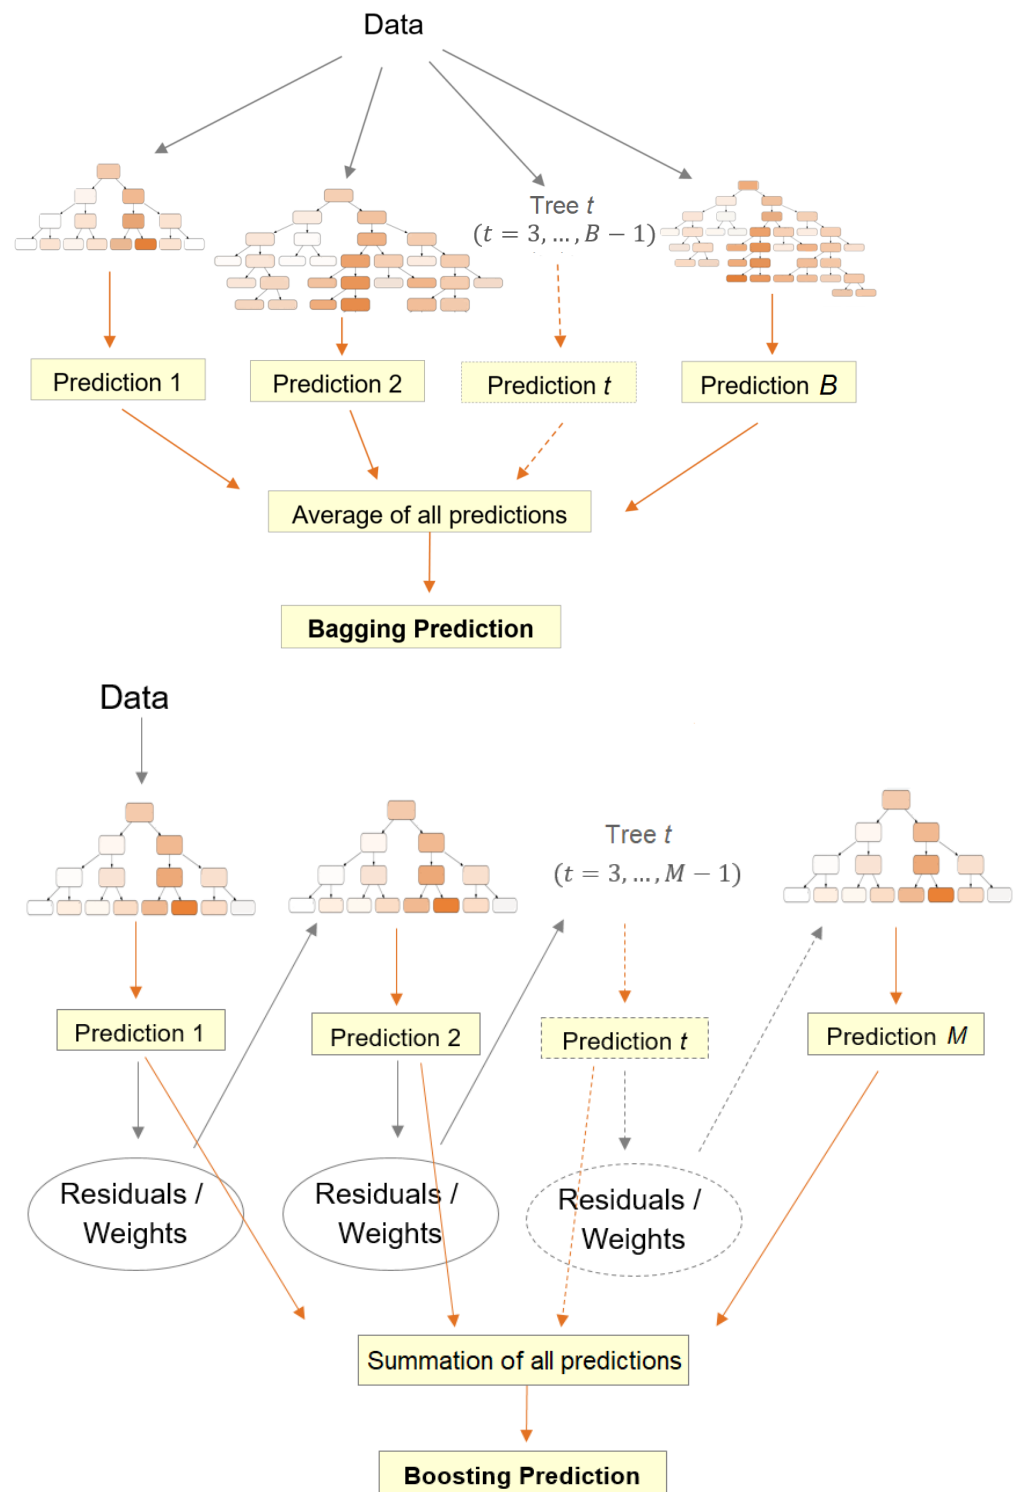 Data
Tree t
(t = 3, ..., B − 1)
Prediction 1
Prediction 2
Prediction t
Prediction B
Average of all predictions
Bagging Prediction
Data
Tree t
(t = 3, ..., M − 1)
Prediction 1
Prediction 2
Prediction t
Prediction M
Residuals /
Weights
Residuals /
Weights
Residuals /
Weights
Summation of all predictions
Boosting Prediction